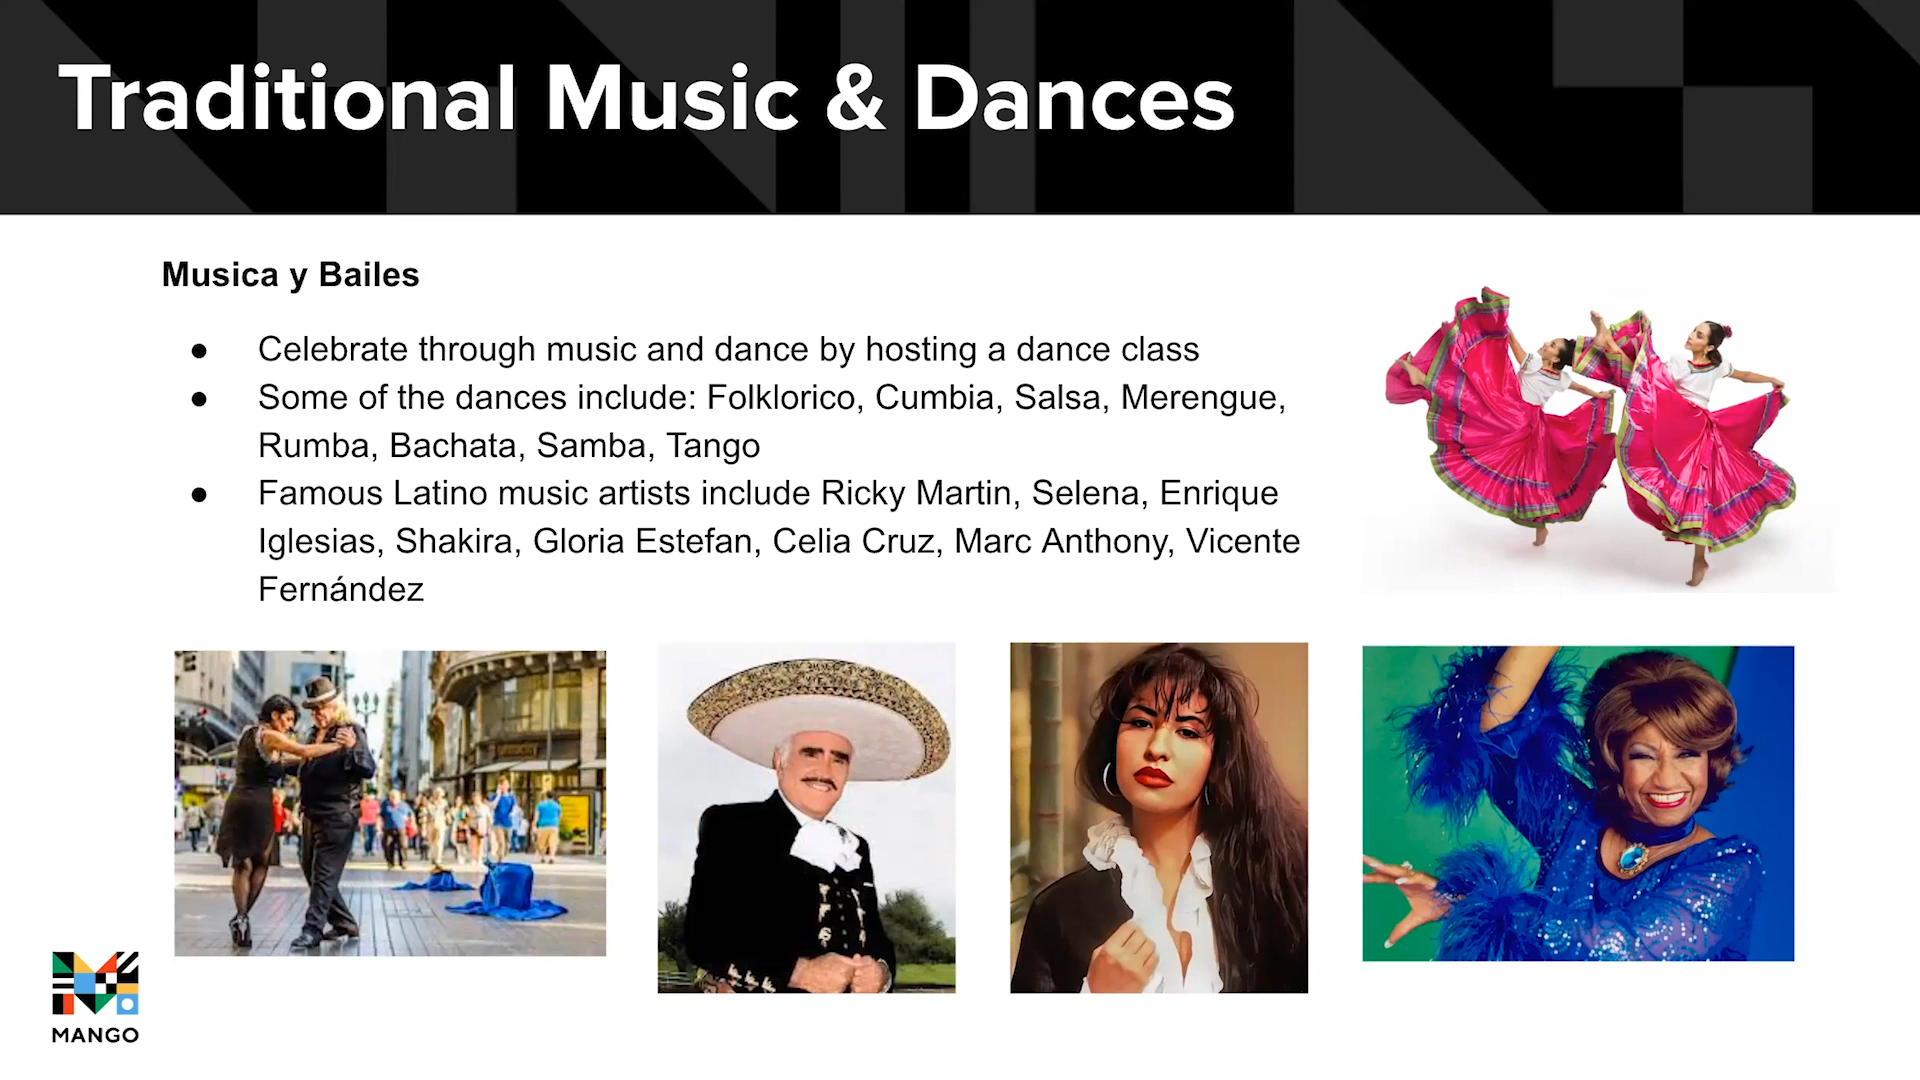 Traditional Music & Dances
Musica y Bailes
● Celebrate through music and dance by hosting a dance class
● Some of the dances include: Folklorico, Cumbia, Salsa, Merengue,
Rumba, Bachata, Samba, Tango
● Famous Latino music artists include Ricky Martin, Selena, Enrique
Iglesias, Shakira, Gloria Estefan, Celia Cruz, Marc Anthony, Vicente
Fernández
MANGO